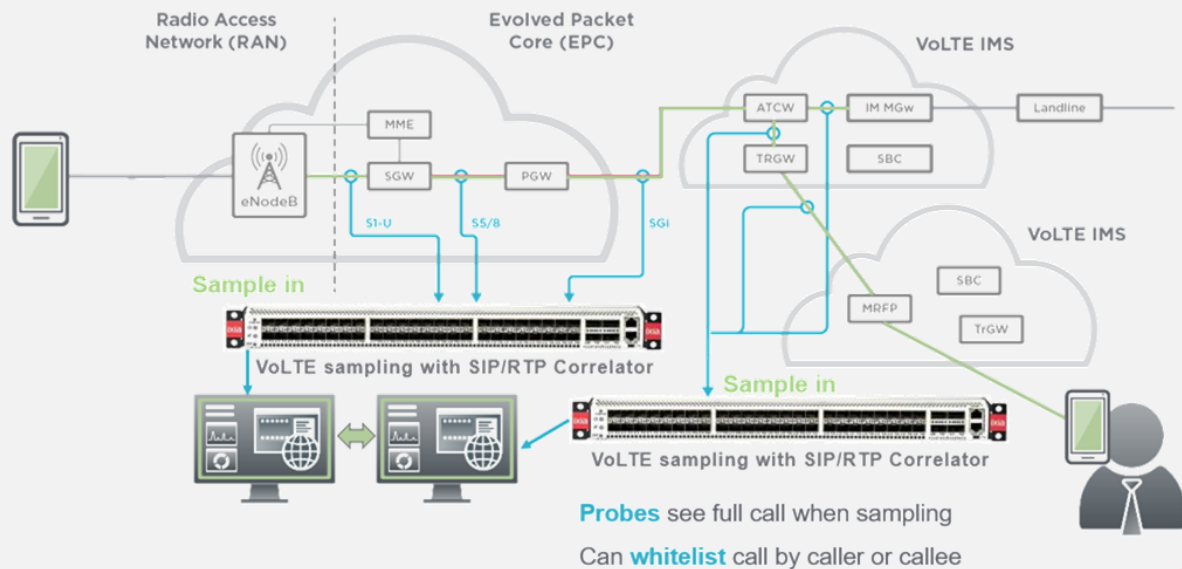 Radio Access
Network (RAN)
Evolved Packet
Core (EPC)
VoLTE IMS
MME
ATCW
IM MGw
Landline
TRGW
SBC
eNodeB
SGW
PGW
S1-U
S5/8
SGi
VoLTE IMS
SBC
MRFP
TrGW
Sample in
ixia
VoLTE sampling with SIP/RTP Correlator
Sample in
ixia
VoLTE sampling with SIP/RTP Correlator
Probes see full call when sampling
Can whitelist call by caller or callee